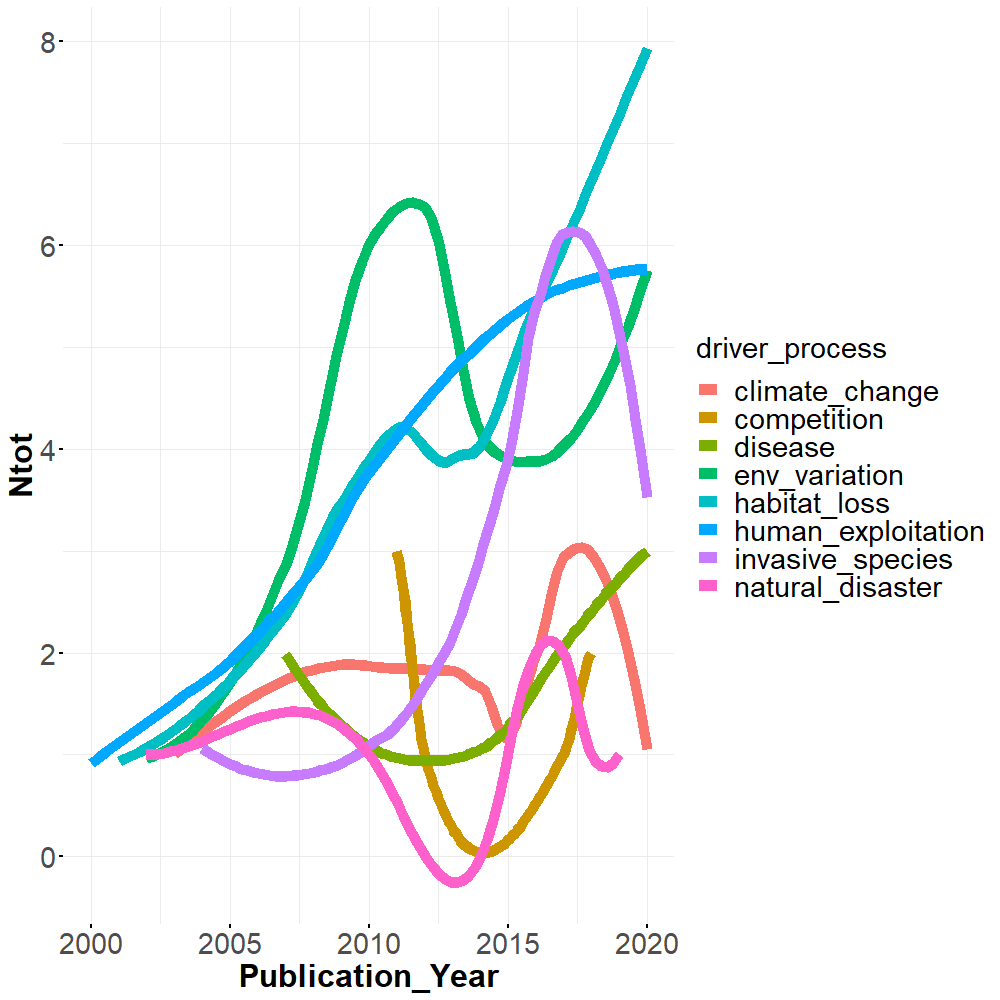 8
6
4
2
0
Ntot
2000
2005
2010
2015
2020
Publication_Year
driver_process
climate_change
competition
disease
env_variation
habitat_loss
human_exploitation
invasive_species
natural_disaster